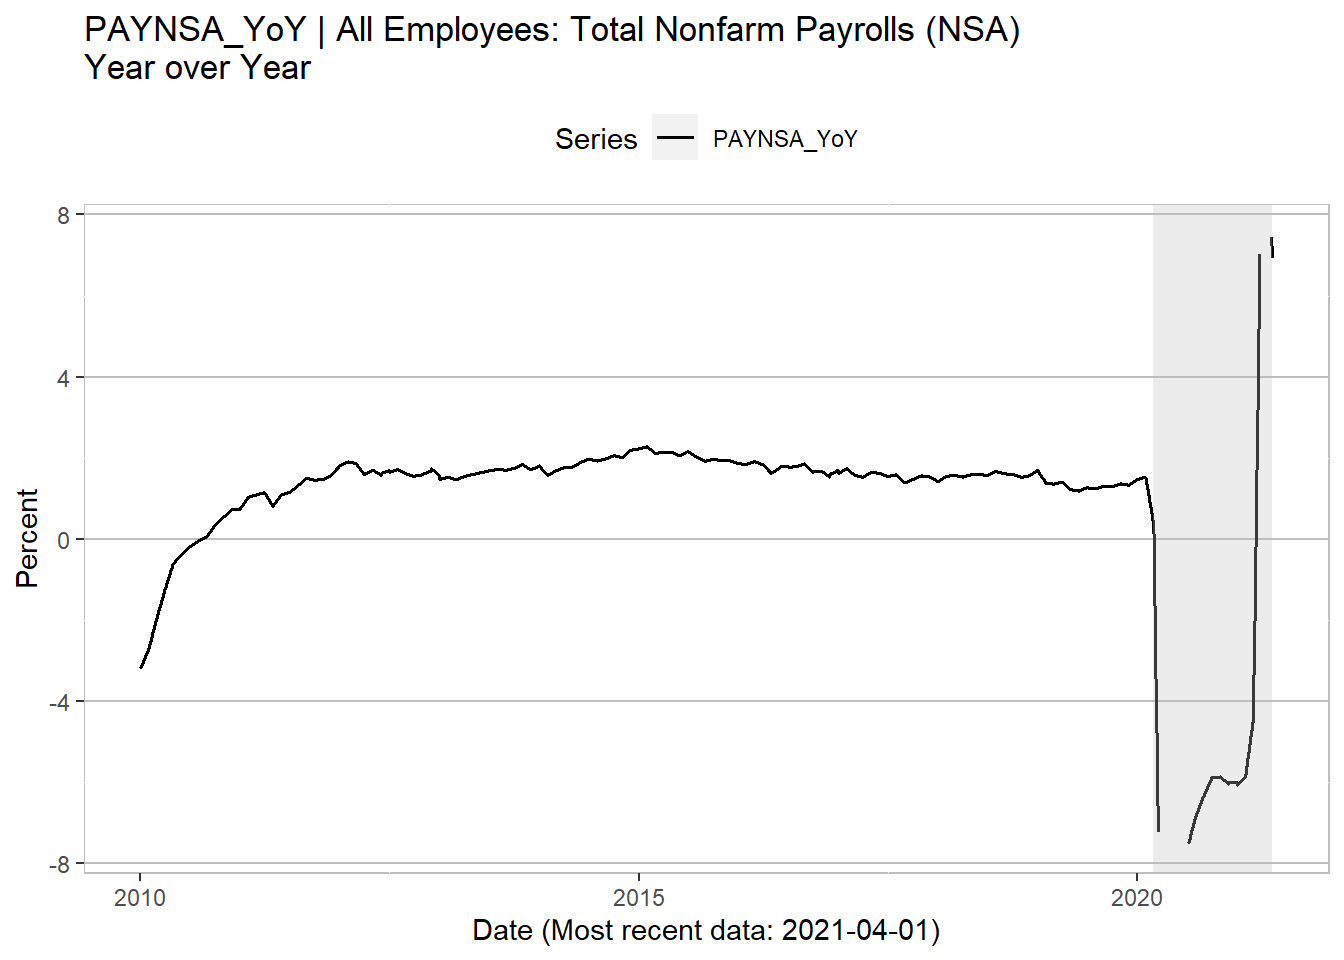 PAYNSA_YoY | All Employees: Total Nonfarm Payrolls (NSA)
Year over Year
Series
PAYNSA_YoY
8
4
0
-4
-8
Percent
2010
2015
2020
Date (Most recent data: 2021-04-01)